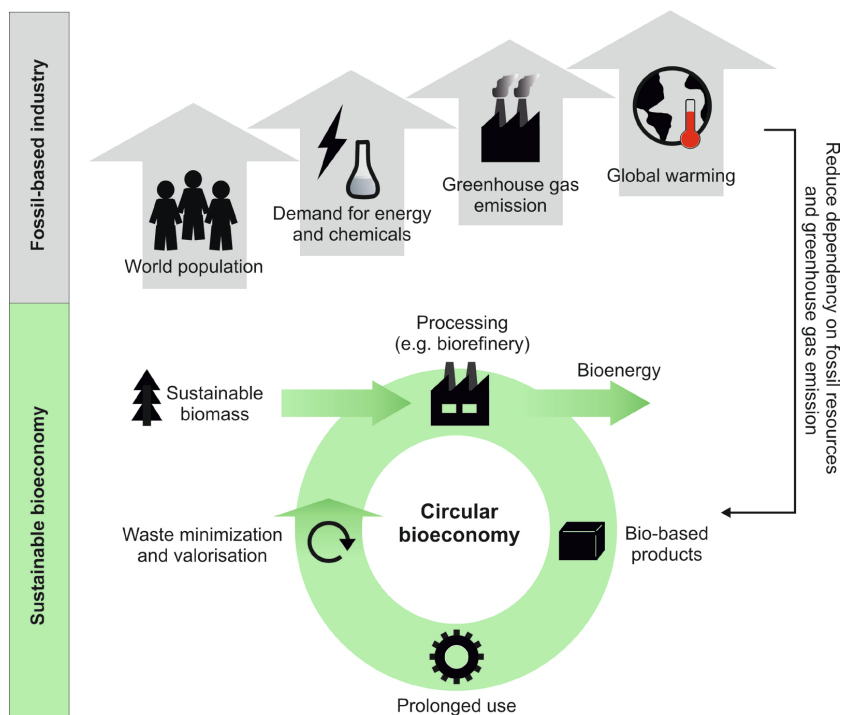 Fossil-based industry
World population
Demand for energy
and chemicals
Greenhouse gas
emission
Global warming
Reduce dependency on fossil resources
and greenhouse gas
emission
Sustainable bioeconomy
Processing
(e.g. biorefinery)
Sustainable
biomass
Bioenergy
Waste minimization
and valorisation
Circular
bioeconomy
Bio-based
products
Prolonged use